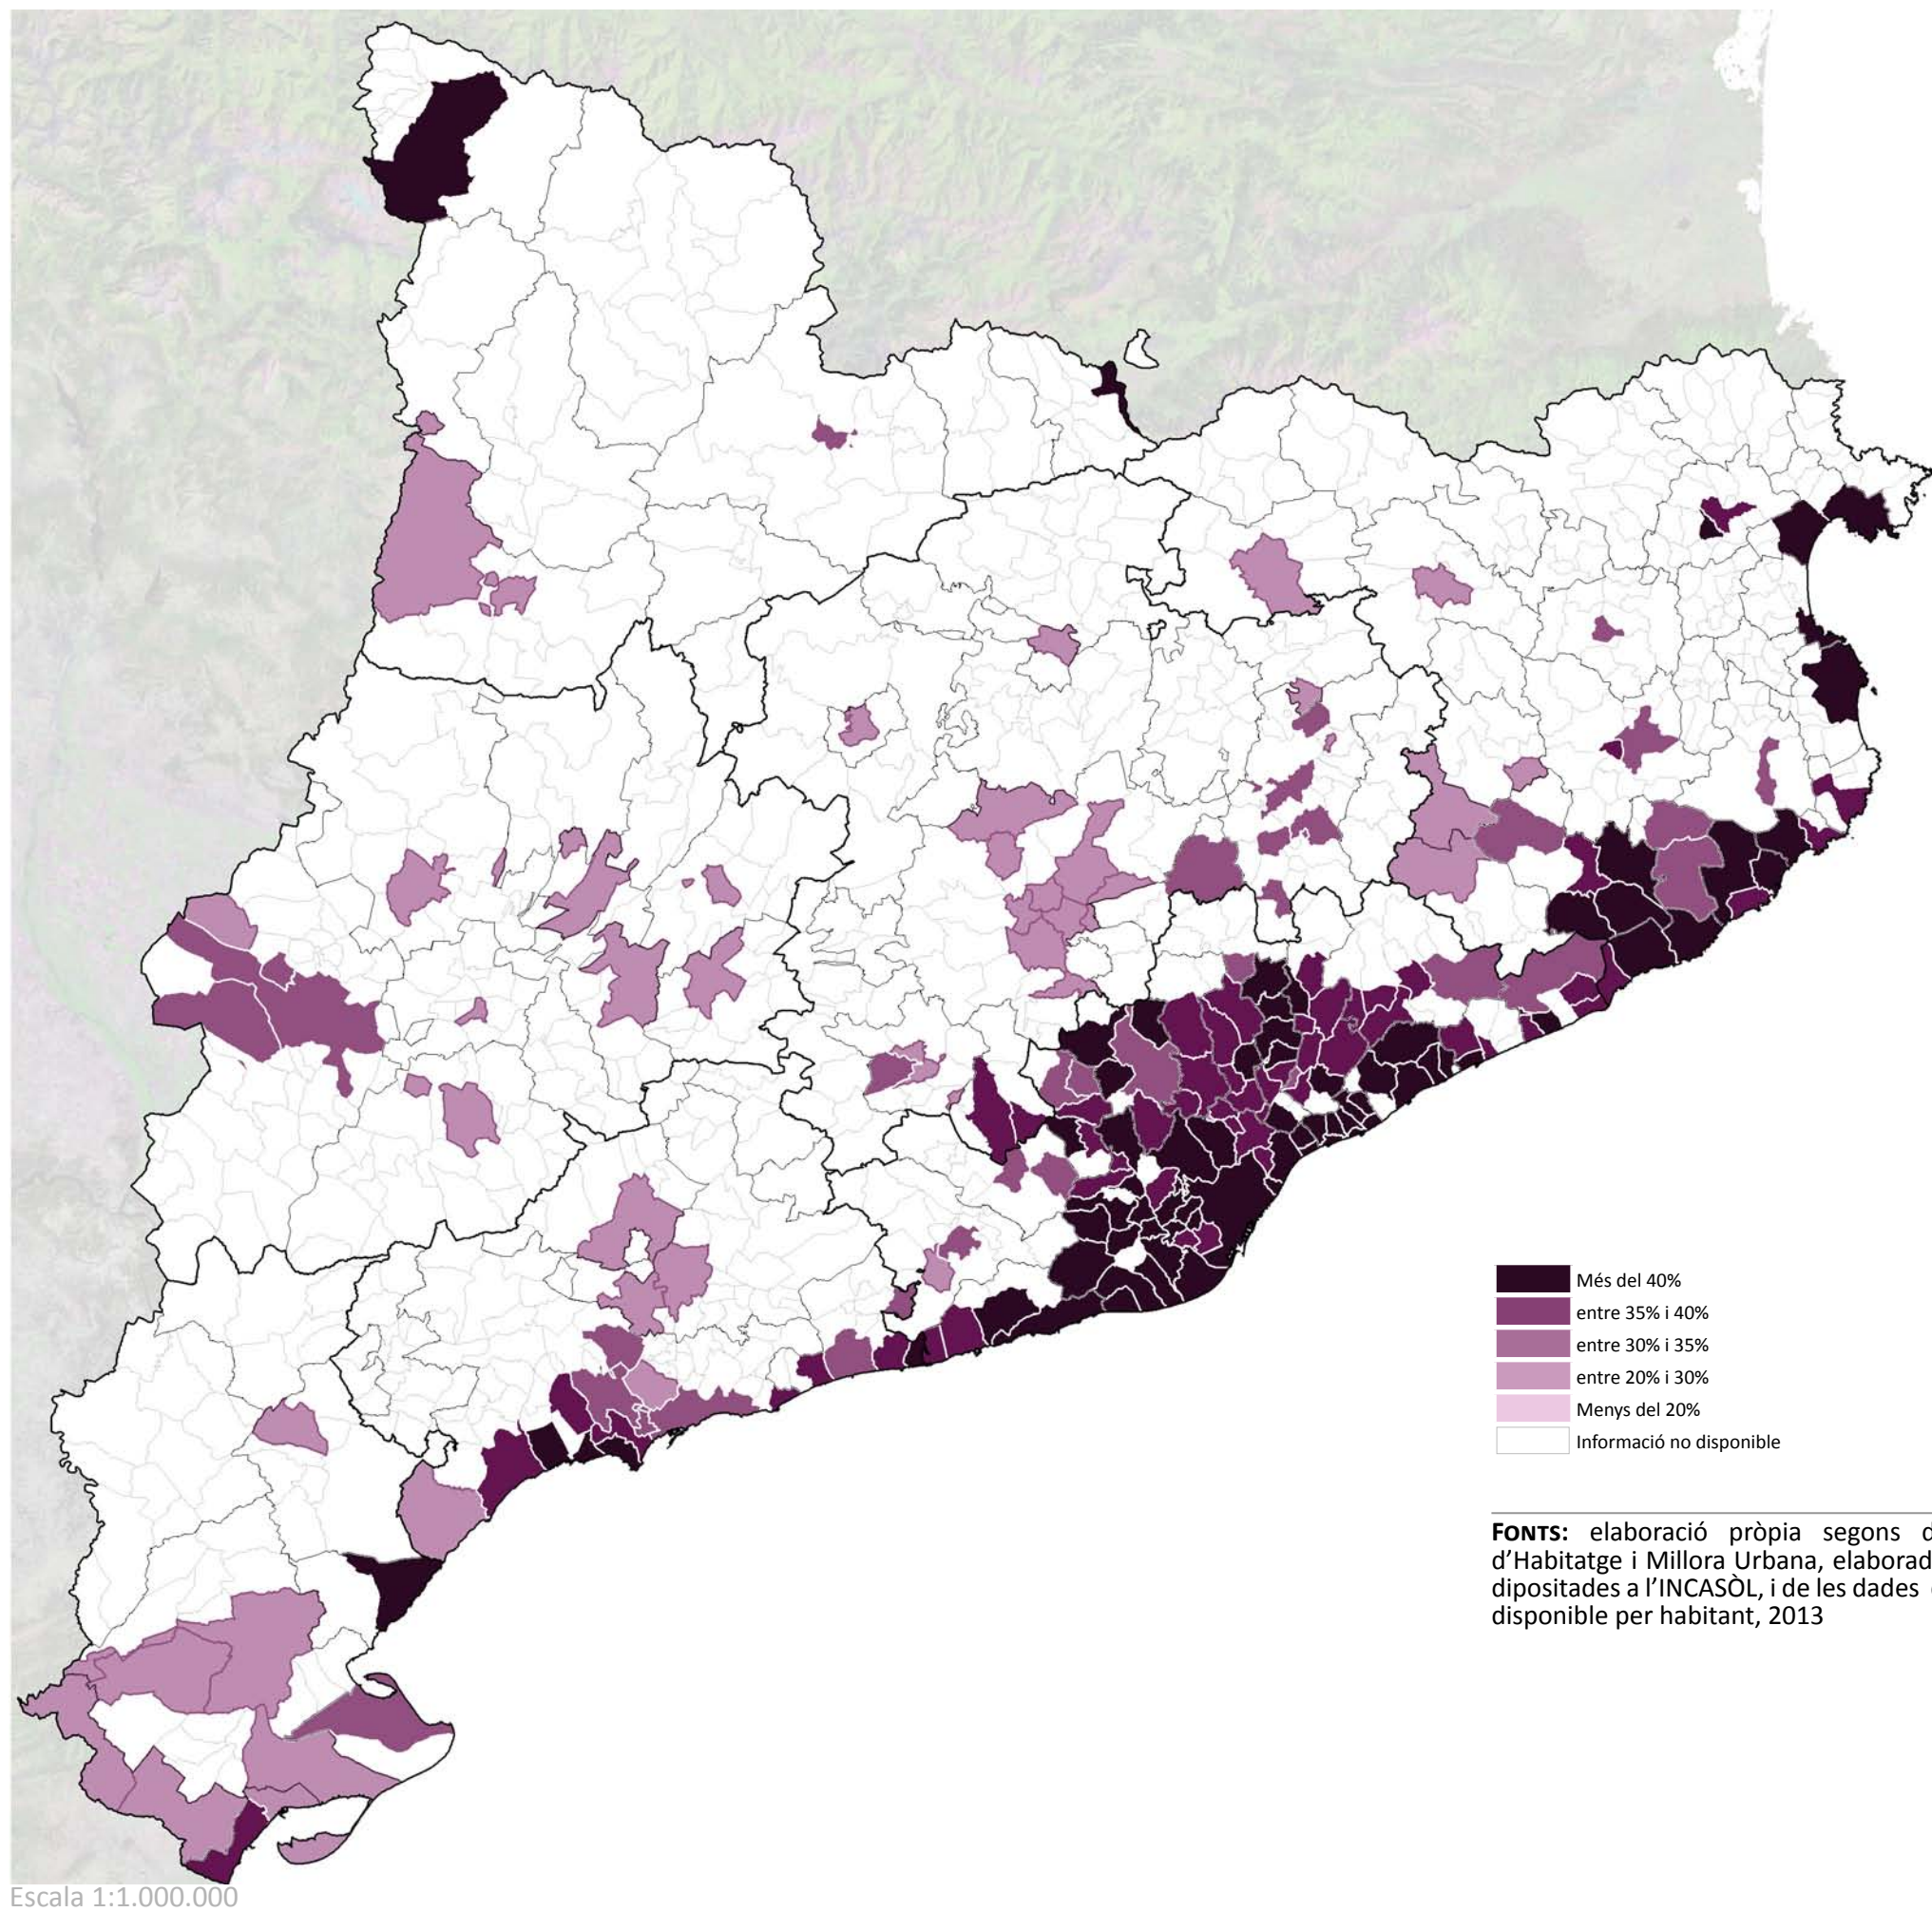 Més del 40%
entre 35% i 40%
entre 30% i 35%
entre 20% i 30%
Menys del 20%
Informació no disponible
FONTS: elaboració pròpia segons
d’Habitatge i Millora Urbana,
dipositades a l’INCASÒL, i de les dades
disponible per habitant, 2013
Escala 1:1.000.000